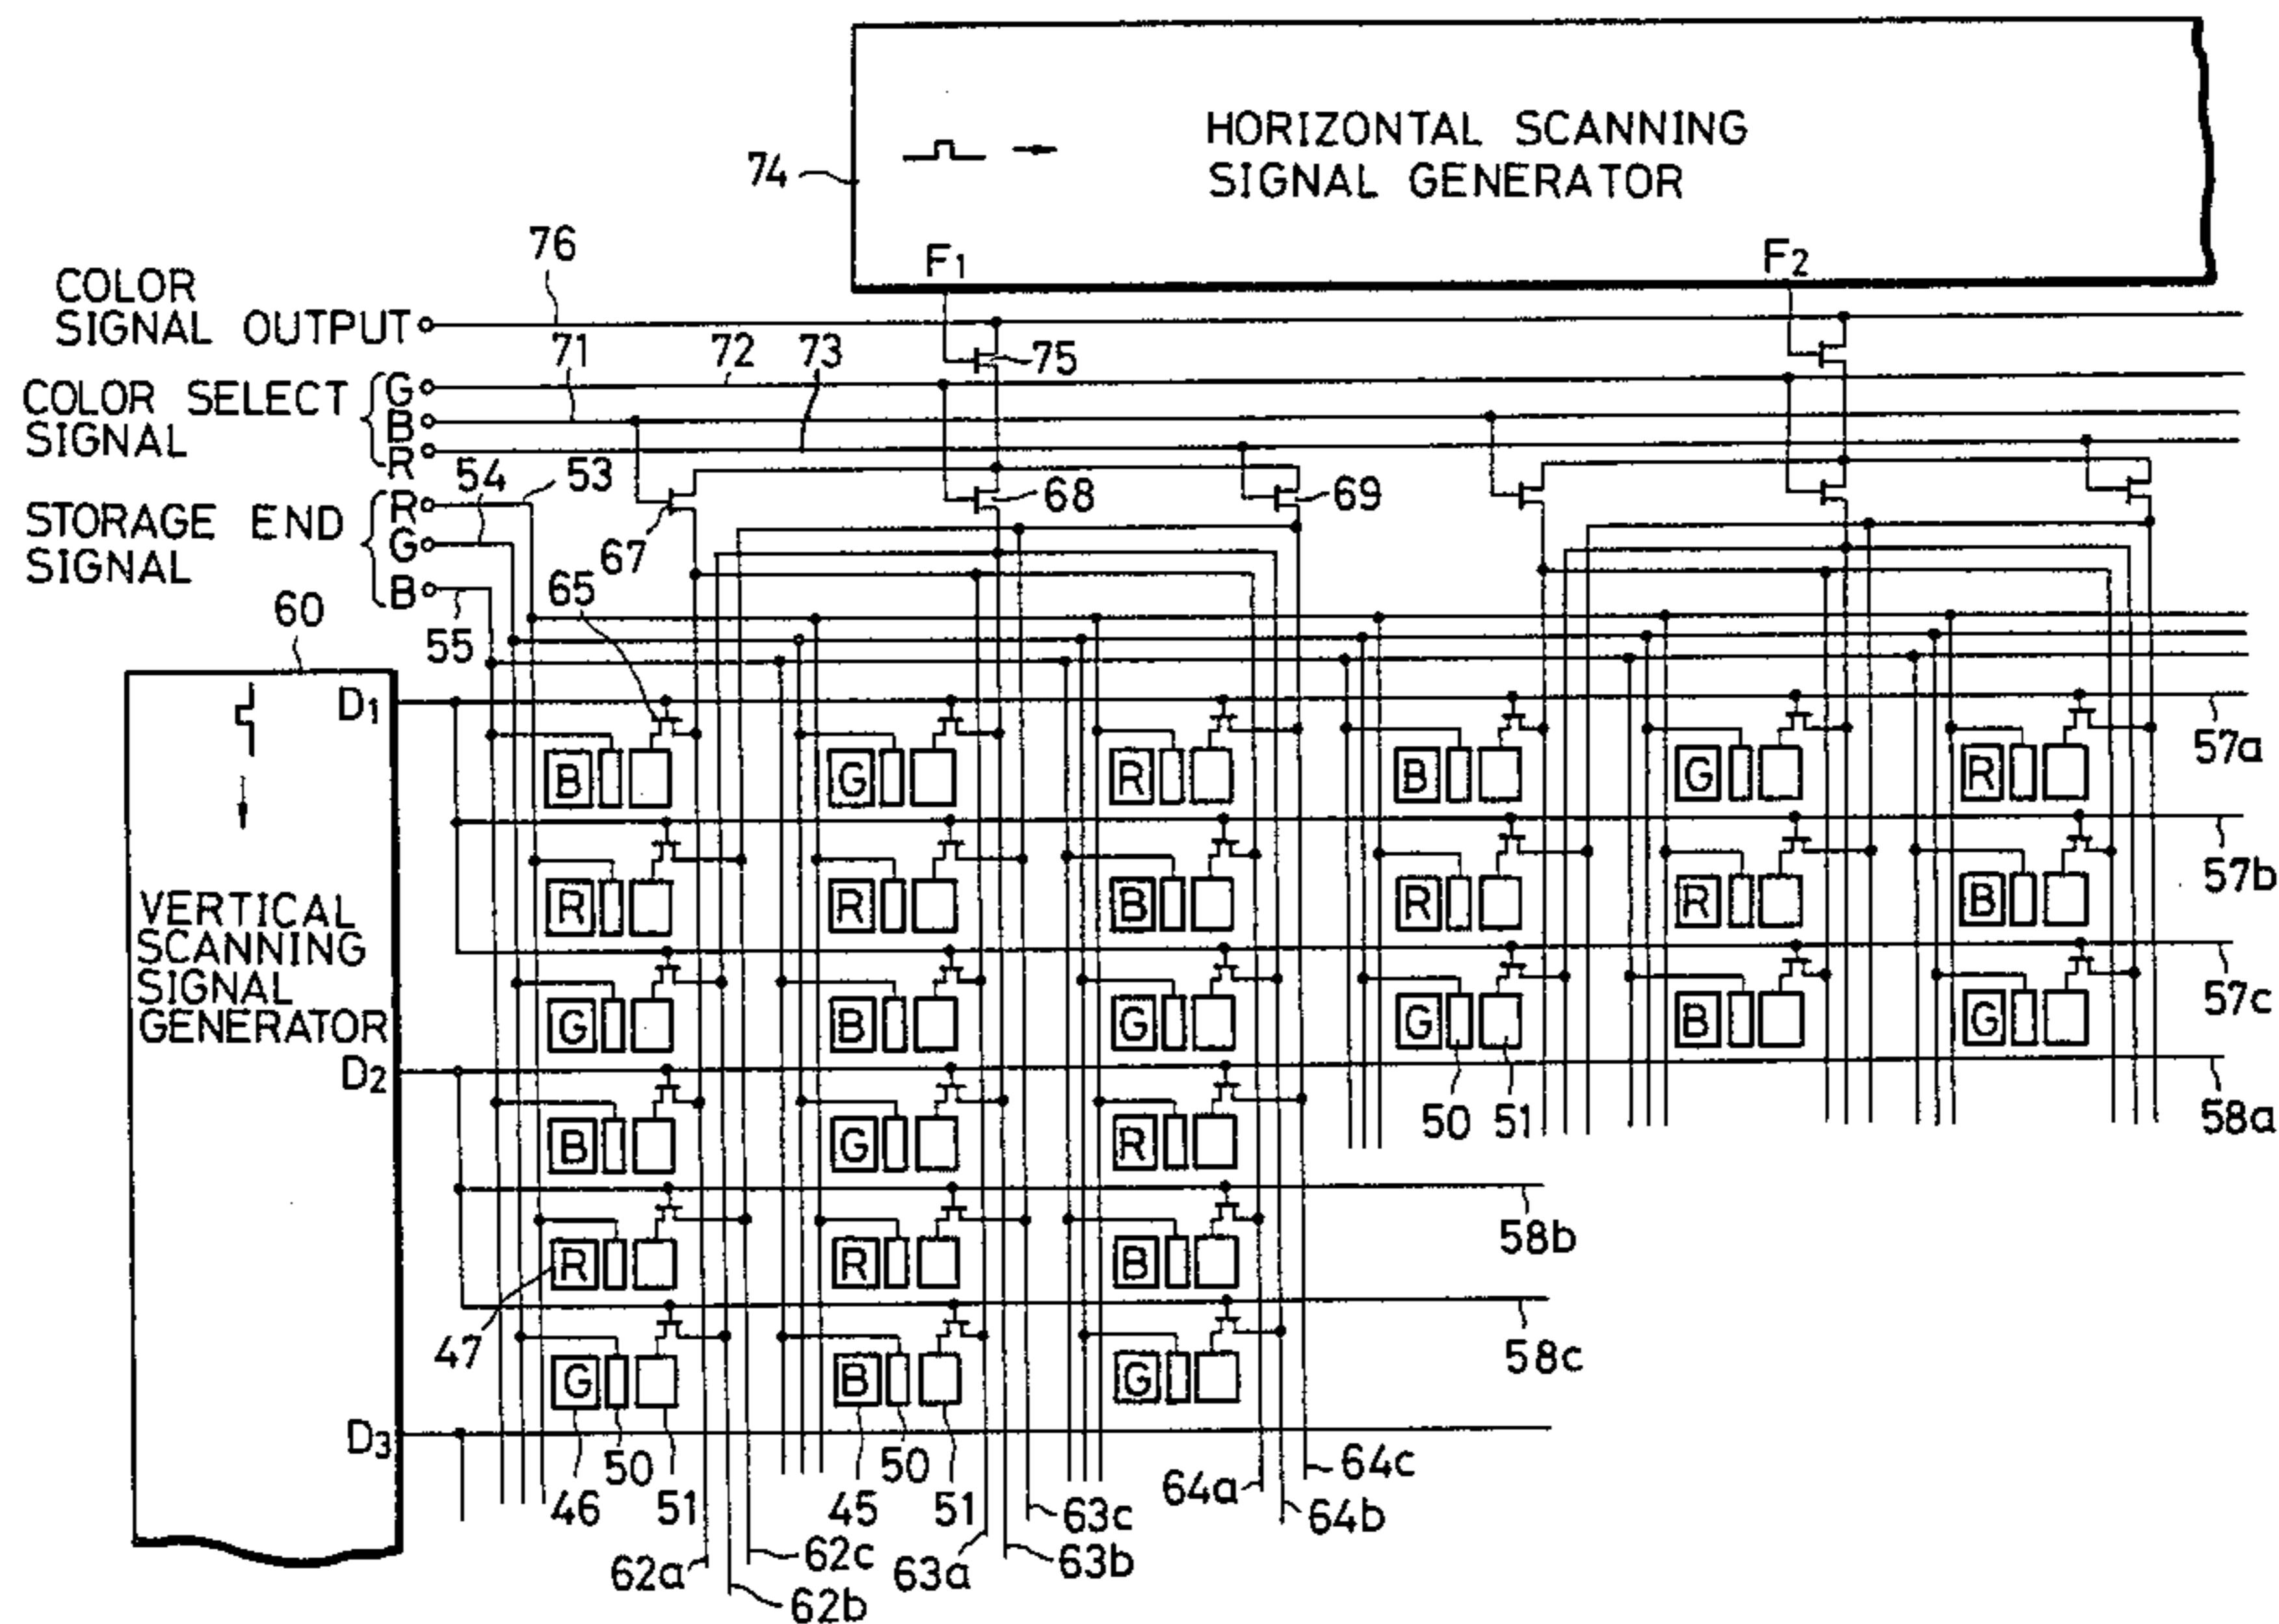 HORIZONTAL SCANNING
SIGNAL GENERATOR
74
F1
F2
76
COLOR
SIGNAL OUTPUT
71
72
73
75
COLOR SELECT
SIGNAL
G
B
R
54
53
STORAGE END
SIGNAL
R
G
B
67
68
69
65
55
60
D1
57a
B G R B G R
57b
R R B R R B
VERTICAL
SCANNING
SIGNAL
GENERATOR
57c
G B G G B G
D2
50 51
58a
B G R
58b
R R B
47
58c
G B G
D3
46 50 51 45 50 51
64a
64c
64b
63c
62a
62c
63a
63b
62b